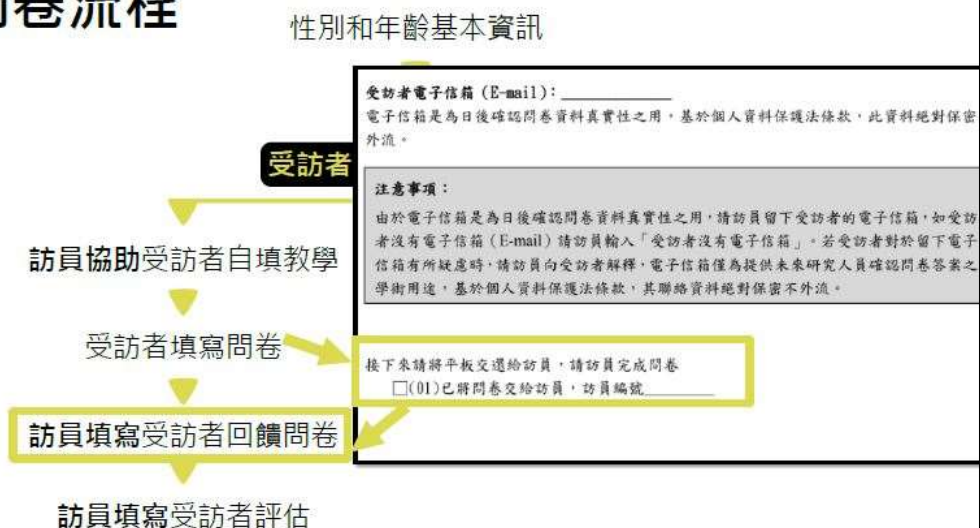 卷流程
性別和年齡基本資訊
受訪者電子信箱（E-mail）：__________
電子信箱是為日後確認問卷資料真實性之用，基於個人資料保護法條款，此資料絕對保密
外流。
受訪者
注意事項：
由於電子信箱是為日後確認問卷資料真實性之用，請訪員留下受訪者的電子信箱，如受訪
者沒有電子信箱（E-mail）請訪員輸入「受訪者沒有電子信箱」。若受訪者對於留下電子
信箱有所疑慮時，請訪員向受訪者解釋，電子信箱僅為提供未來研究人員確認問卷答案之
學術用途，基於個人資料保護法條款，其聯絡資料絕對保密不外流。
訪員協助受訪者自填教學
受訪者填寫問卷
接下來請將平板交還給訪員，請訪員完成問卷
□(01)已將問卷交給訪員，訪員編號________
訪員填寫受訪者回饋問卷
訪員填寫受訪者評估